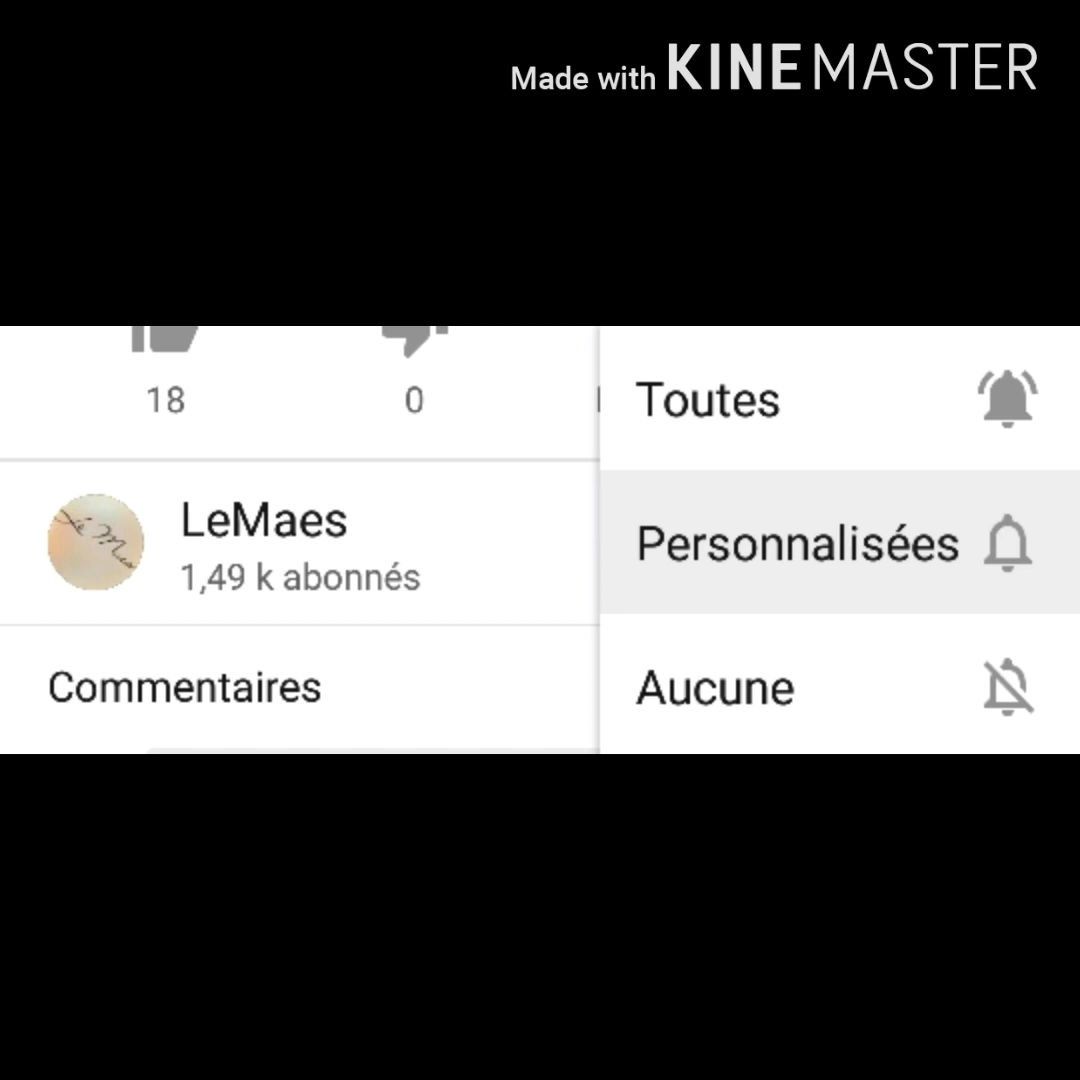 Made with KINEMASTER
18
0
LeMaes
1,49 k abonnés
Commentaires
Toutes
Personnalisées
Aucune